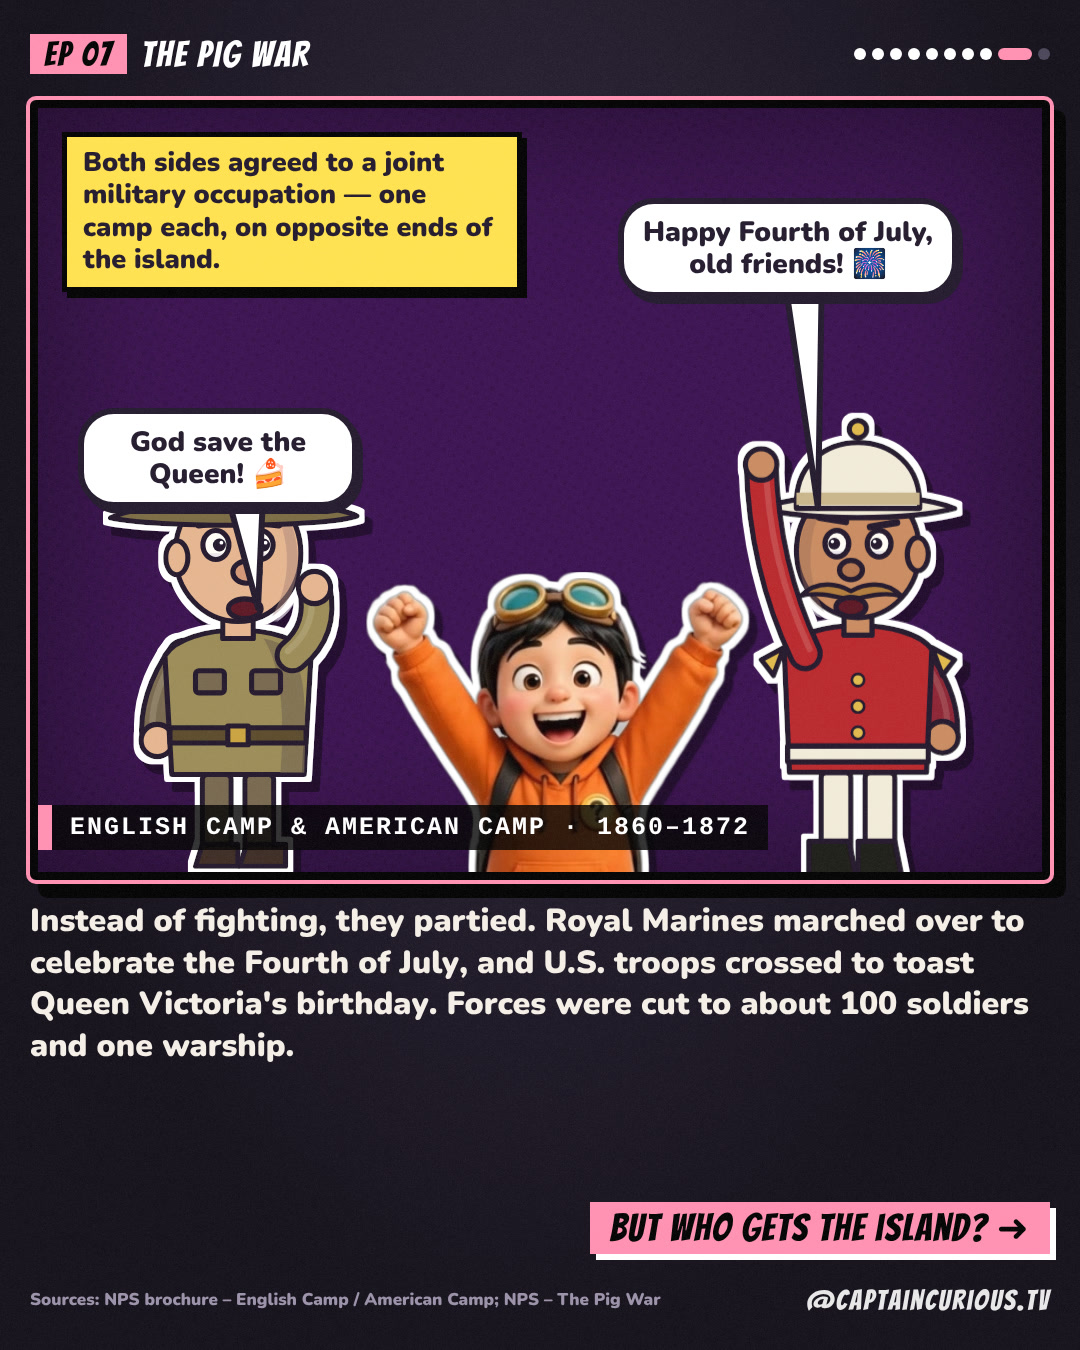 EP 07 THE PIG WAR
Both sides agreed to a joint
military occupation — one
camp each, on opposite ends of
the island.
Happy Fourth of July,
old friends! 🎆
God save the
Queen! 🍰
ENGLISH CAMP & AMERICAN CAMP · 1860–1872
Instead of fighting, they partied. Royal Marines marched over to
celebrate the Fourth of July, and U.S. troops crossed to toast
Queen Victoria's birthday. Forces were cut to about 100 soldiers
and one warship.
BUT WHO GETS THE ISLAND? →
Sources: NPS brochure – English Camp / American Camp; NPS – The Pig War
@CAPTAINCURIOUS.TV